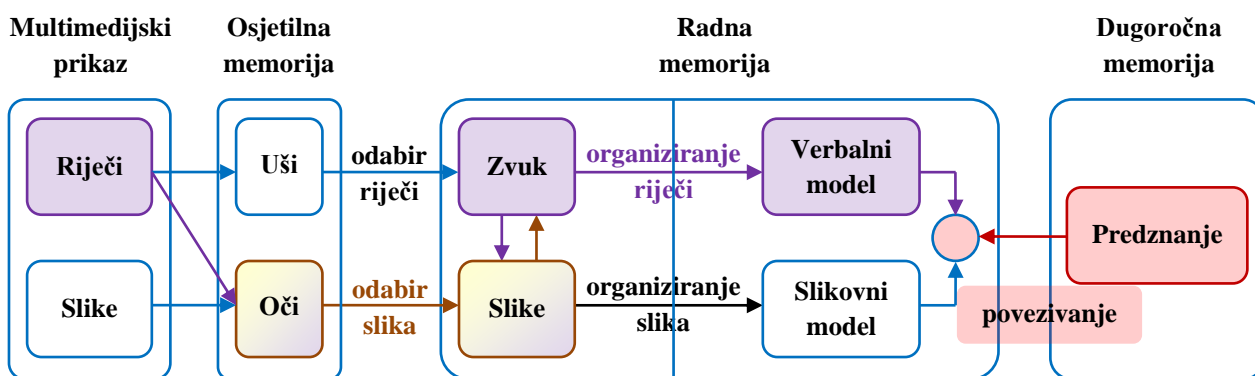 Multimedijski
prikaz
Osjetilna
memorija
Radna
memorija
Dugoročna
memorija
Riječi
Uši
odabir
riječi
Zvuk
organiziranje
riječi
Verbalni
model
Predznanje
Slike
Oči
odabir
slika
Slike
organiziranje
slika
Slikovni
model
povezivanje